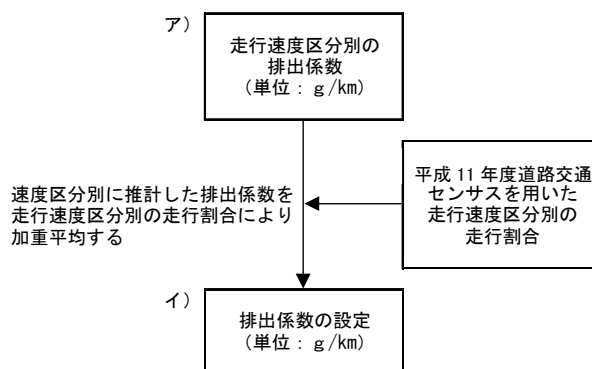 ア）
走行速度区分別の
排出係数
（単位：ｇ/km）
速度区分別に推計した排出係数を
走行速度区分別の走行割合により
加重平均する
平成 11 年度道路交通
センサスを用いた
走行速度区分別の
走行割合
イ）
排出係数の設定
（単位：ｇ/km）